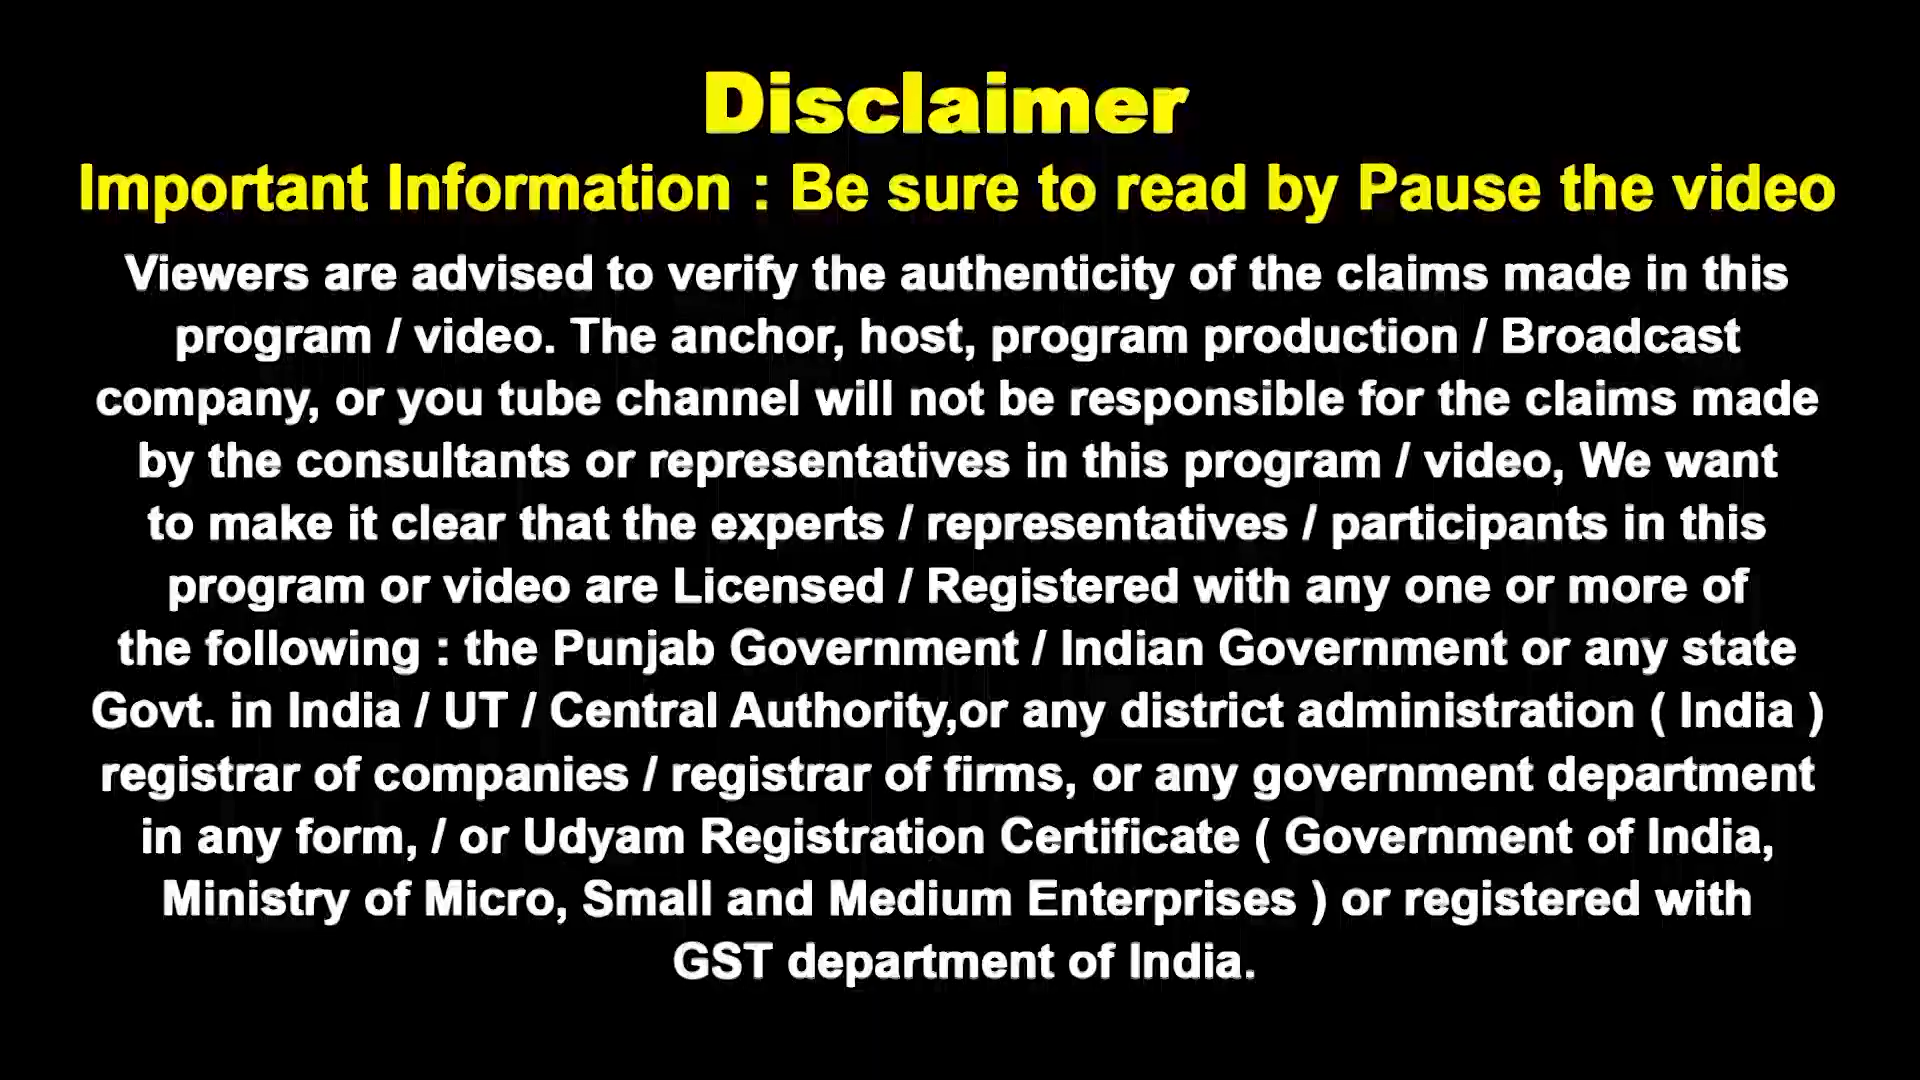 Disclaimer
Important Information : Be sure to read by Pause the video
Viewers are advised to verify the authenticity of the claims made in this
program / video. The anchor, host, program production / Broadcast
company, or you tube channel will not be responsible for the claims made
by the consultants or representatives in this program / video, We want
to make it clear that the experts / representatives / participants in this
program or video are Licensed / Registered with any one or more of
the following : the Punjab Government / Indian Government or any state
Govt. in India / UT / Central Authority,or any district administration ( India )
registrar of companies / registrar of firms, or any government department
in any form, / or Udyam Registration Certificate ( Government of India,
Ministry of Micro, Small and Medium Enterprises ) or registered with
GST department of India.